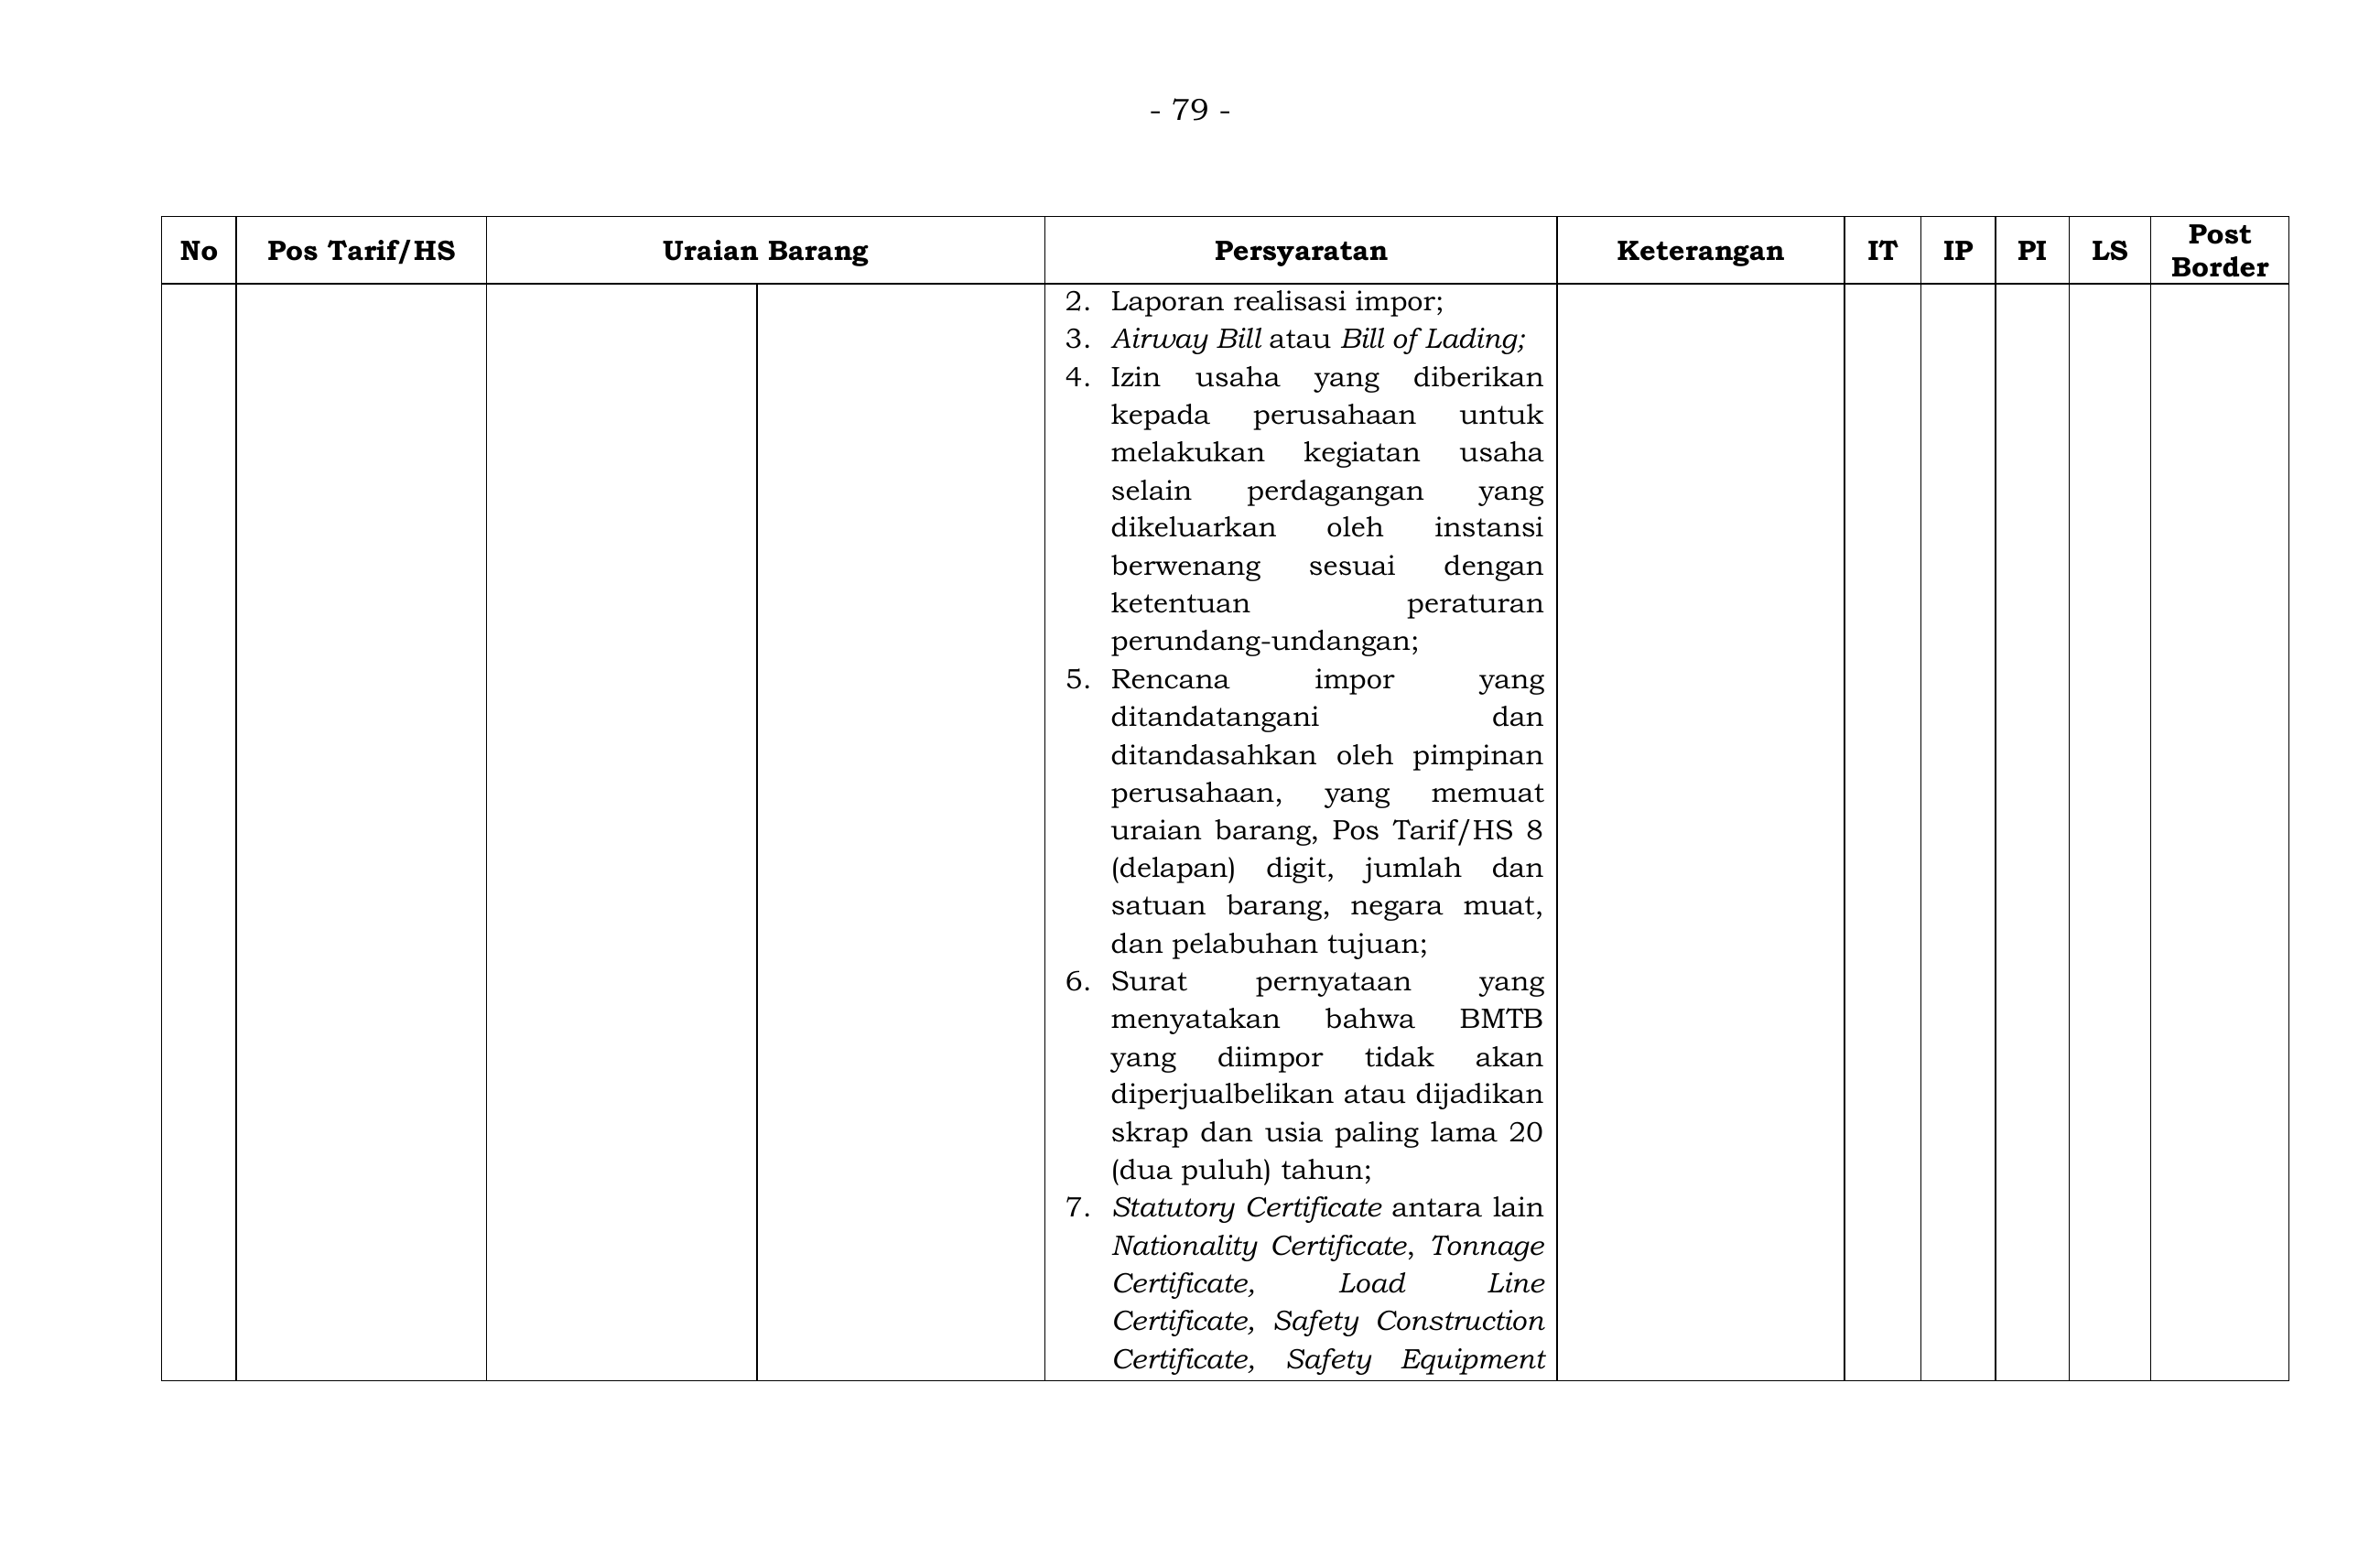 - 79 -
No Pos Tarif/HS Uraian Barang Persyaratan Keterangan IT IP PI LS Post Border
2. Laporan realisasi impor;
3. Airway Bill atau Bill of Lading;
4. Izin usaha yang diberikan
kepada perusahaan untuk
melakukan kegiatan usaha
selain perdagangan yang
dikeluarkan oleh instansi
berwenang sesuai dengan
ketentuan peraturan
perundang-undangan;
5. Rencana impor yang
ditandatangani dan
ditandasahkan oleh pimpinan
perusahaan, yang memuat
uraian barang, Pos Tarif/HS 8
(delapan) digit, jumlah dan
satuan barang, negara muat,
dan pelabuhan tujuan;
6. Surat pernyataan yang
menyatakan bahwa BMTB
yang diimpor tidak akan
diperjualbelikan atau dijadikan
skrap dan usia paling lama 20
(dua puluh) tahun;
7. Statutory Certificate antara lain
Nationality Certificate, Tonnage
Certificate, Load Line
Certificate, Safety Construction
Certificate, Safety Equipment